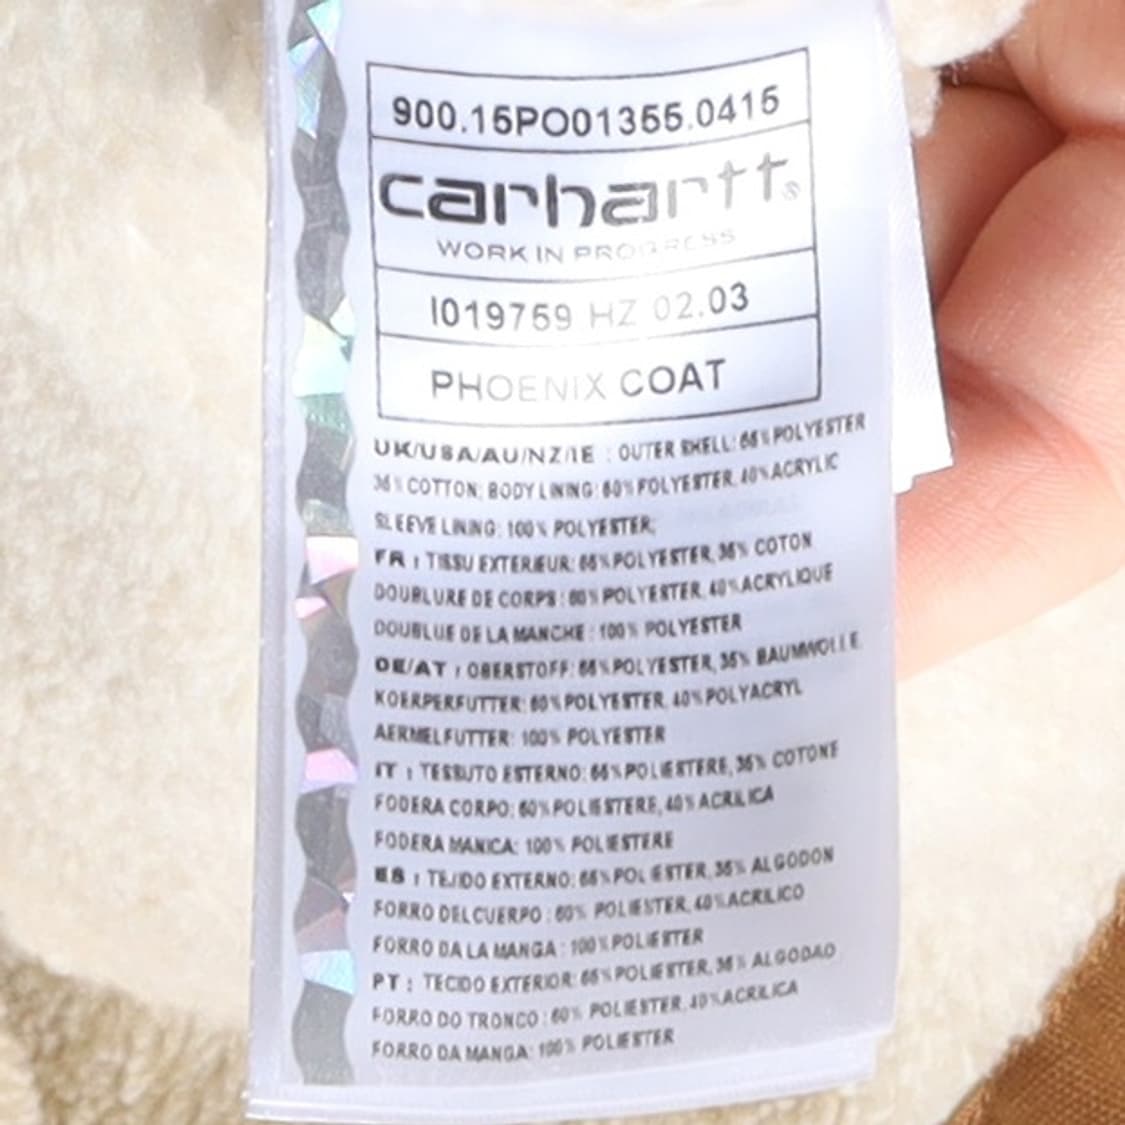 900.15PO01355.0415
carhartt®
WORK IN PROGRESS
I019759 HZ 02.03
PHOENIX COAT
UK/USA/AU/NZ/IE : OUTER SHELL: 65% POLYESTER
35% COTTON; BODY LINING: 60% POLYESTER, 40% ACRYLIC
SLEEVE LINING: 100% POLYESTER;
FR : TISSU EXTERIEUR: 65% POLYESTER, 35% COTON
DOUBLURE DE CORPS : 60% POLYESTER, 40% ACRYLIQUE
DOUBLUE DE LA MANCHE : 100% POLYESTER
DE/AT : OBERSTOFF: 65% POLYESTER, 35% BAUMWOLLE
KOERPERFUTTER: 60% POLYESTER, 40% POLYACRYL
AERMELFUTTER: 100% POLYESTER
IT : TESSUTO ESTERNO: 65% POLIESTERE, 35% COTONE
FODERA CORPO: 60% POLIESTERE, 40% ACRILICA
FODERA MANICA: 100% POLIESTERE
ES : TEJIDO EXTERNO: 65% POLIESTER, 35% ALGODON
FORRO DEL CUERPO : 60% POLIESTER, 40% ACRILICO
FORRO DA LA MANGA : 100% POLIESTER
PT : TECIDO EXTERIOR: 65% POLIESTER, 35% ALGODAO
FORRO DO TRONCO : 60% POLIESTER, 40% ACRILICA
FORRO DA MANGA: 100% POLIESTER